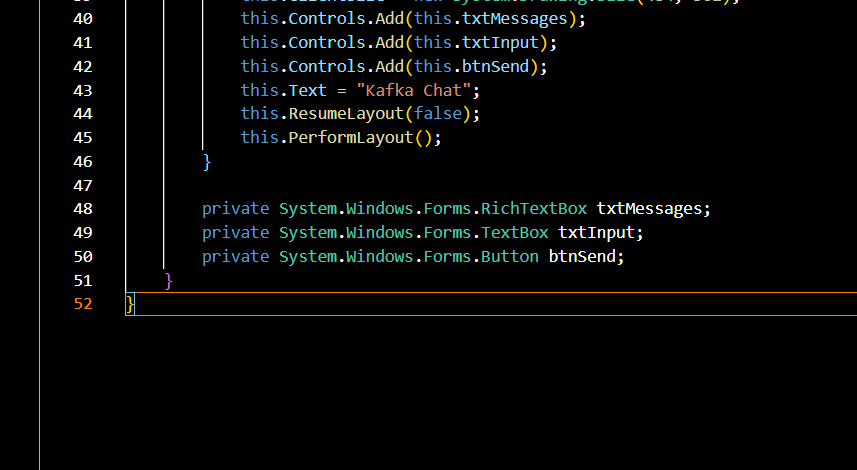 40 this.Controls.Add(this.txtMessages);
41 this.Controls.Add(this.txtInput);
42 this.Controls.Add(this.btnSend);
43 this.Text = "Kafka Chat";
44 this.ResumeLayout(false);
45 this.PerformLayout();
46 }
47
48 private System.Windows.Forms.RichTextBox txtMessages;
49 private System.Windows.Forms.TextBox txtInput;
50 private System.Windows.Forms.Button btnSend;
51 }
52 }